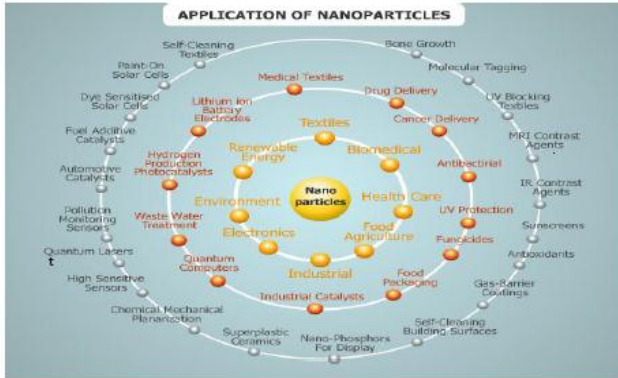 APPLICATION OF NANOPARTICLES
Self-Cleaning
Textiles
Bone Growth
Paint-On
Solar Cells
Molecular Tagging
Dye Sensitised
Solar Cells
UV Blocking
Textiles
Fuel Additive
Catalysts
MRI Contrast
Agents
Automotive
Catalysts
IR Contrast
Agents
Pollution
Monitoring
Sensors
Sunscreens
Quantum Lasers
t
Antioxidants
High Sensitive
Sensors
Gas-Barrier
Coatings
Chemical Mechanical
Planarization
Self-Cleaning
Building Surfaces
Superplastic
Ceramics
Nano-Phosphors
For Display
Medical Textiles
Drug Delivery
Lithium ion
Battery
Electrodes
Cancer Delivery
Hydrogen
Production
Photocatalysts
Antibactrial
Waste Water
Treatment
UV Protection
Fungicides
Quantum
Computers
Food
Packaging
Industrial Catalysts
Textiles
Renewable
Energy
Biomedical
Environment
Health Care
Electronics
Food
Agriculture
Industrial
Nano
particles